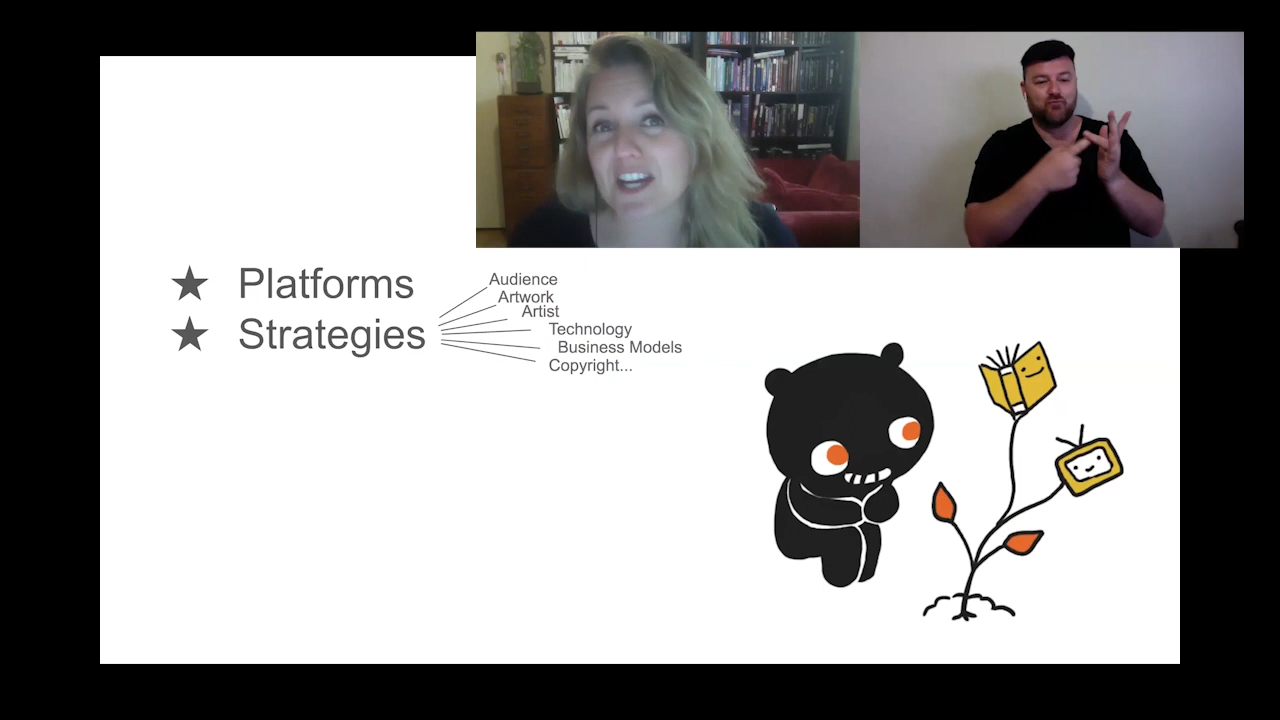 ★ Platforms
★ Strategies
Audience
Artwork
Artist
Technology
Business Models
Copyright...